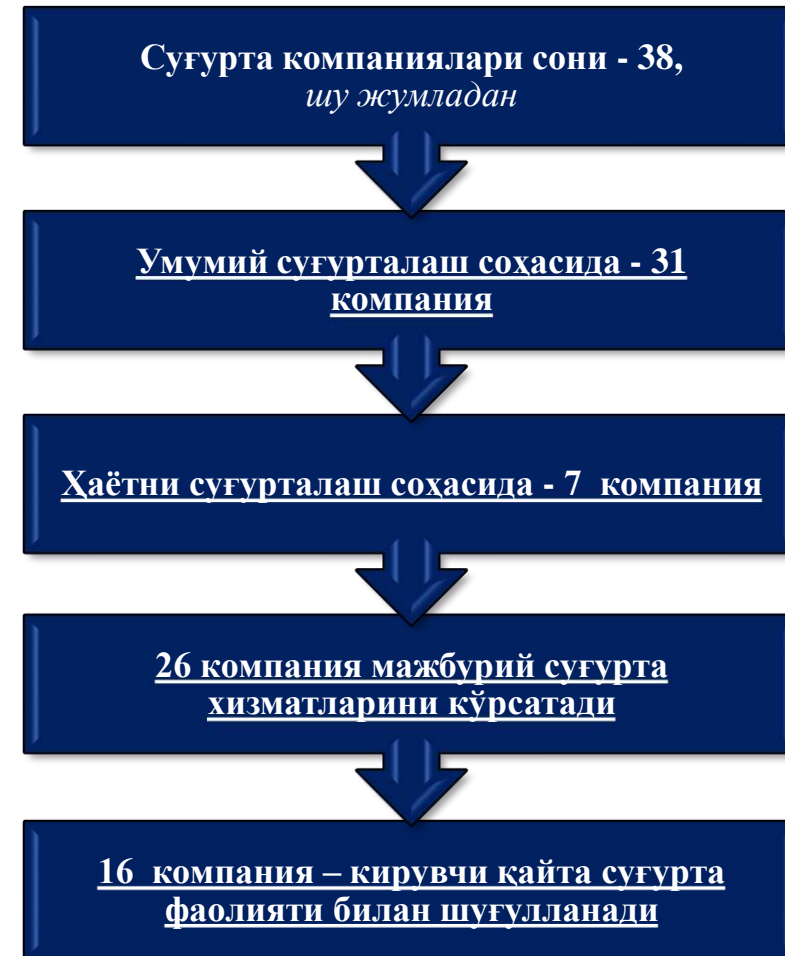 Суғурта компаниялари сони - 38,
шу жумладан
Умумий суғурталаш соҳасида - 31
компания
Ҳаётни суғурталаш соҳасида - 7 компания
26 компания мажбурий суғурта
хизматларини кўрсатади
16 компания – кирувчи қайта суғурта
фаолияти билан шуғулланади